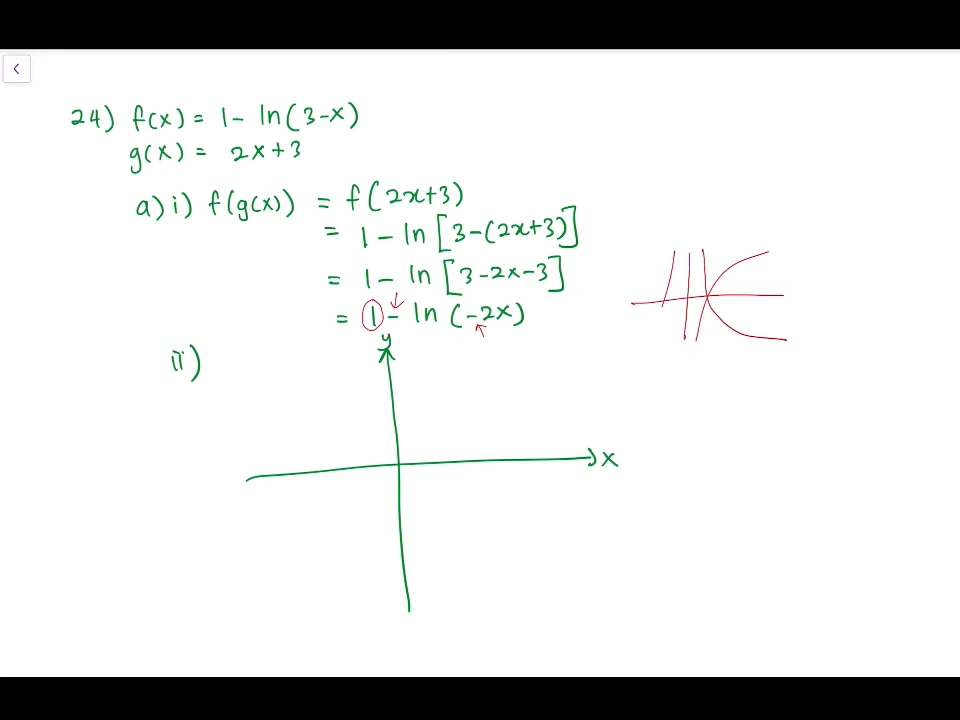 24) f(x) = 1 - ln(3-x)
g(x) = 2x+3
a) i) f(g(x)) = f(2x+3)
= 1 - ln[3-(2x+3)]
= 1 - ln[3-2x-3]
= 1 - ln(-2x)
ii)
y
x